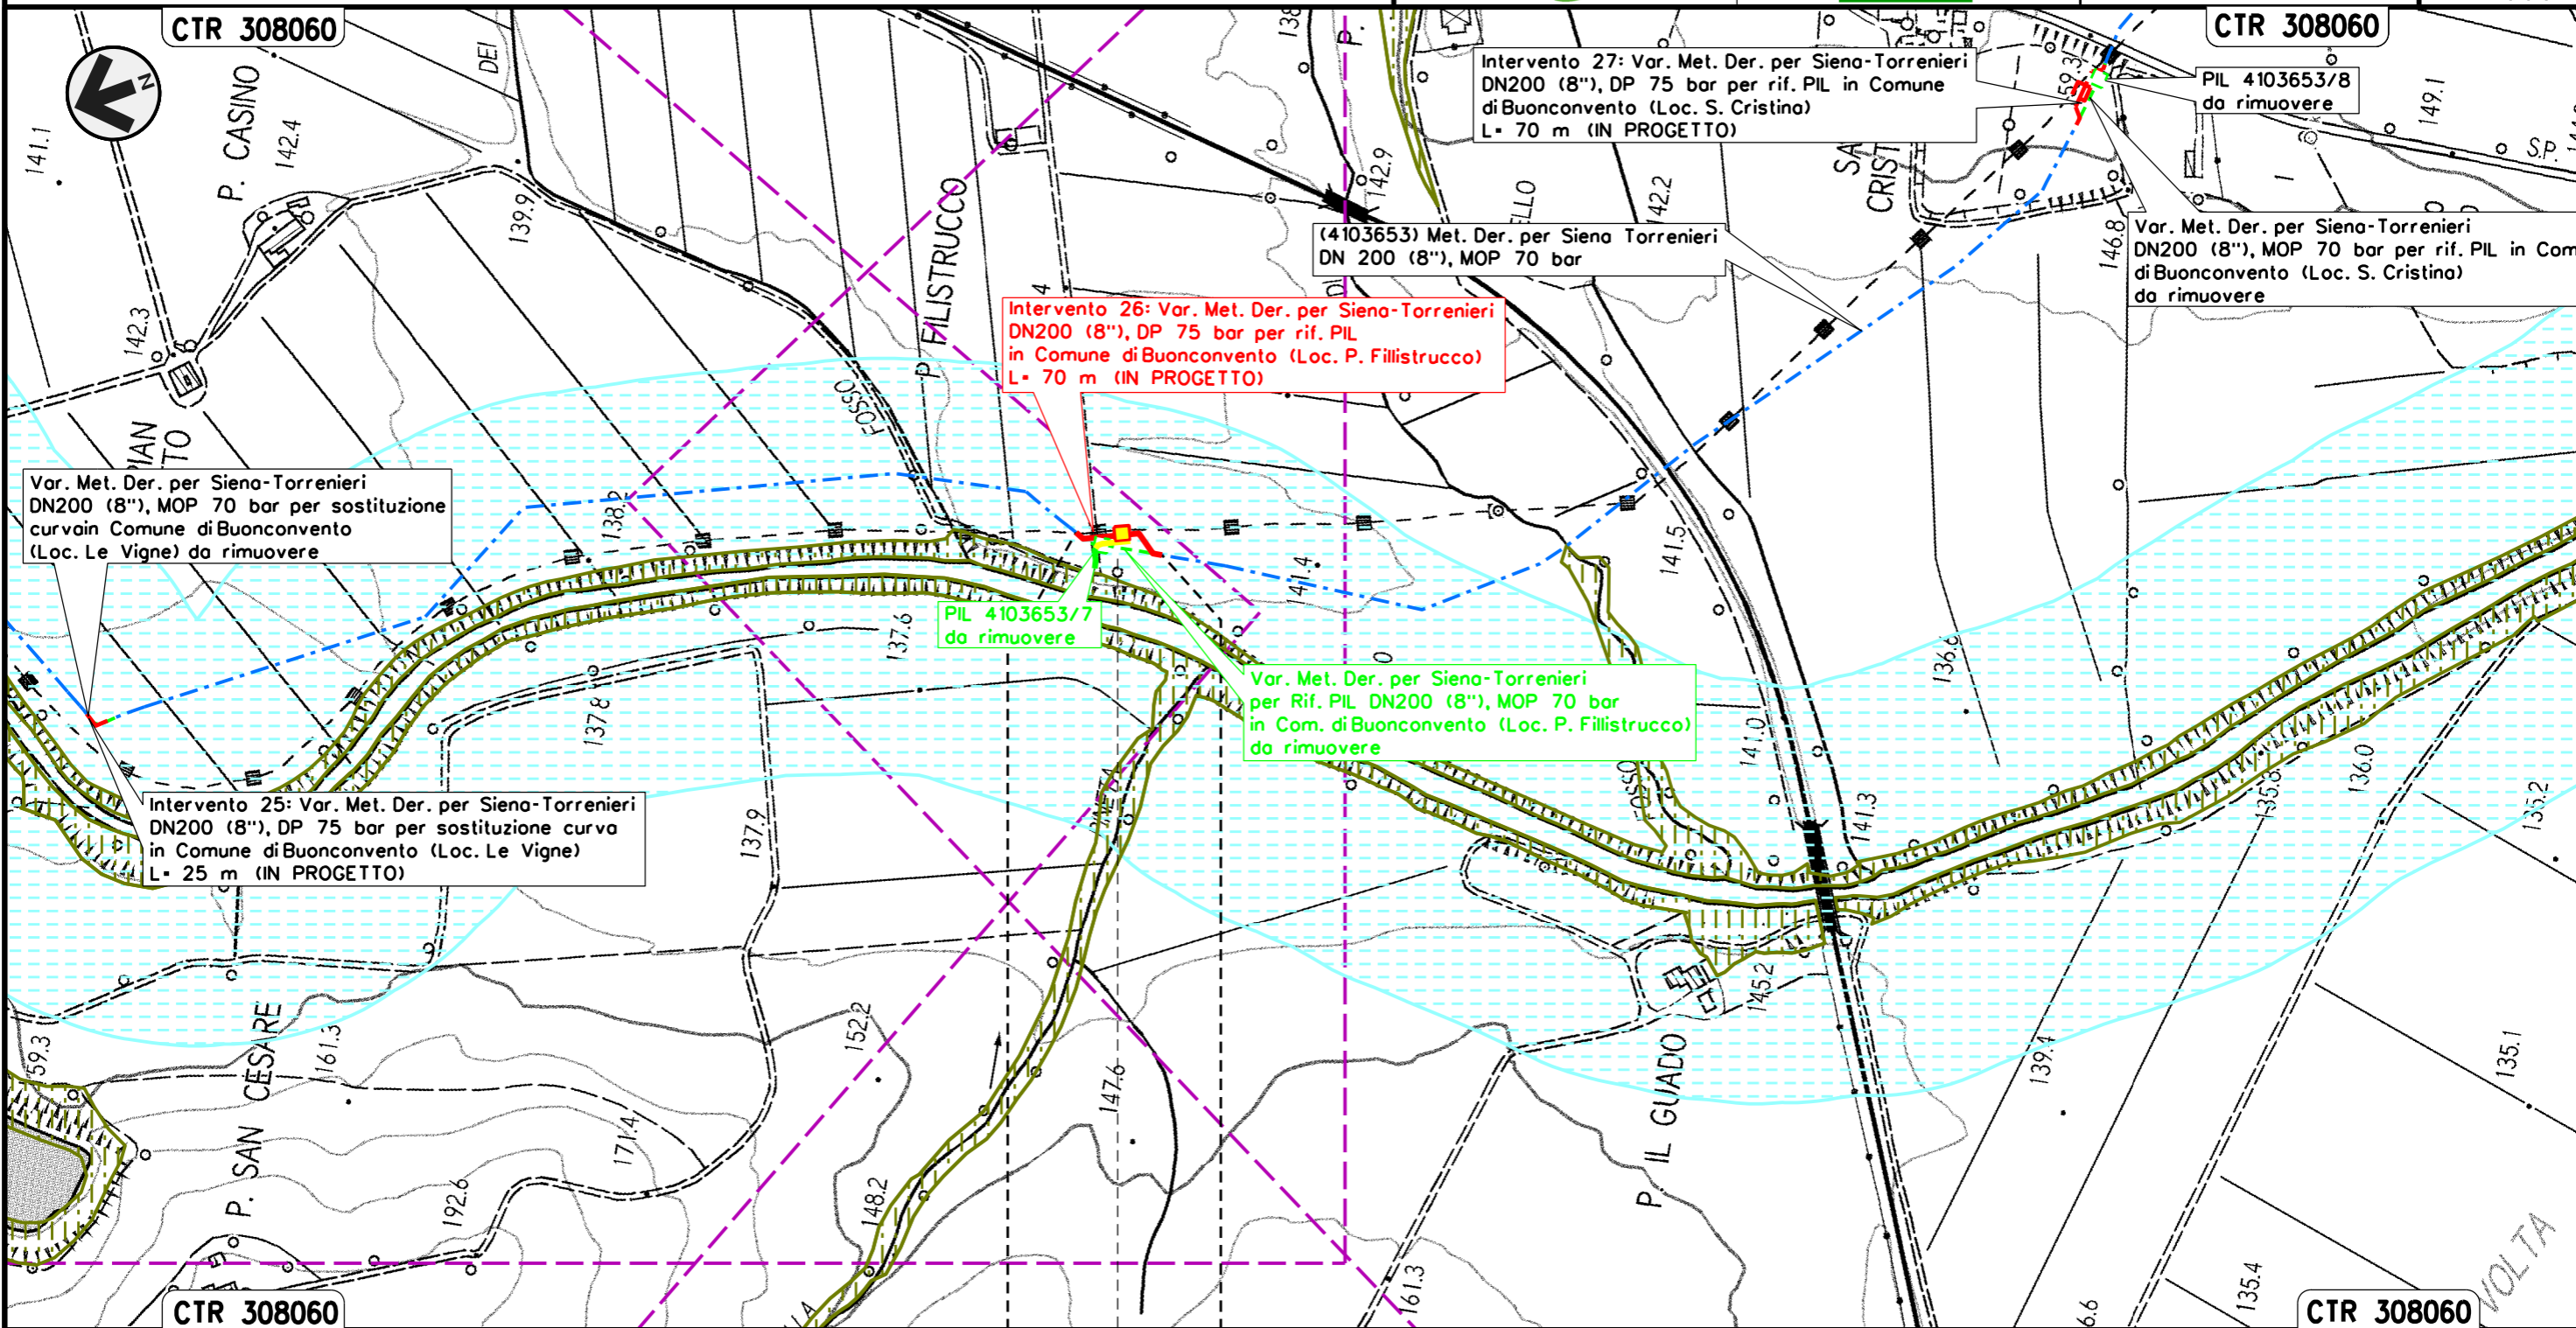 CTR 308060
CTR 308060
N
DEI
P. CASINO
142.4
141.1
139.9
142.3
P. FILISTRUCCO
142.9
142.2
149.1
S.P.
146.8
Intervento 27: Var. Met. Der. per Siena-Torrenieri
DN200 (8"), DP 75 bar per rif. PIL in Comune
di Buonconvento (Loc. S. Cristina)
L= 70 m (IN PROGETTO)
PIL 4103653/8
da rimuovere
(4103653) Met. Der. per Siena Torrenieri
DN 200 (8"), MOP 70 bar
Var. Met. Der. per Siena-Torrenieri
DN200 (8"), MOP 70 bar per rif. PIL in Com
di Buonconvento (Loc. S. Cristina)
da rimuovere
Intervento 26: Var. Met. Der. per Siena-Torrenieri
DN200 (8"), DP 75 bar per rif. PIL
in Comune di Buonconvento (Loc. P. Fillistrucco)
L= 70 m (IN PROGETTO)
FOSSO
Var. Met. Der. per Siena-Torrenieri
DN200 (8"), MOP 70 bar per sostituzione
curvain Comune di Buonconvento
(Loc. Le Vigne) da rimuovere
138.2
141.4
141.5
PIL 4103653/7
da rimuovere
137.6
137.8
136.6
Var. Met. Der. per Siena-Torrenieri
per Rif. PIL DN200 (8"), MOP 70 bar
in Com. di Buonconvento (Loc. P. Fillistrucco)
da rimuovere
141.0
141.3
FOSSO
136.0
135.8
135.2
Intervento 25: Var. Met. Der. per Siena-Torrenieri
DN200 (8"), DP 75 bar per sostituzione curva
in Comune di Buonconvento (Loc. Le Vigne)
L= 25 m (IN PROGETTO)
137.9
145.2
152.2
147.6
148.2
139.4
135.1
59.3
161.3
P. SAN CESARE
171.4
192.6
P. IL GUADO
161.3
135.4
VOLTA
CTR 308060
CTR 308060